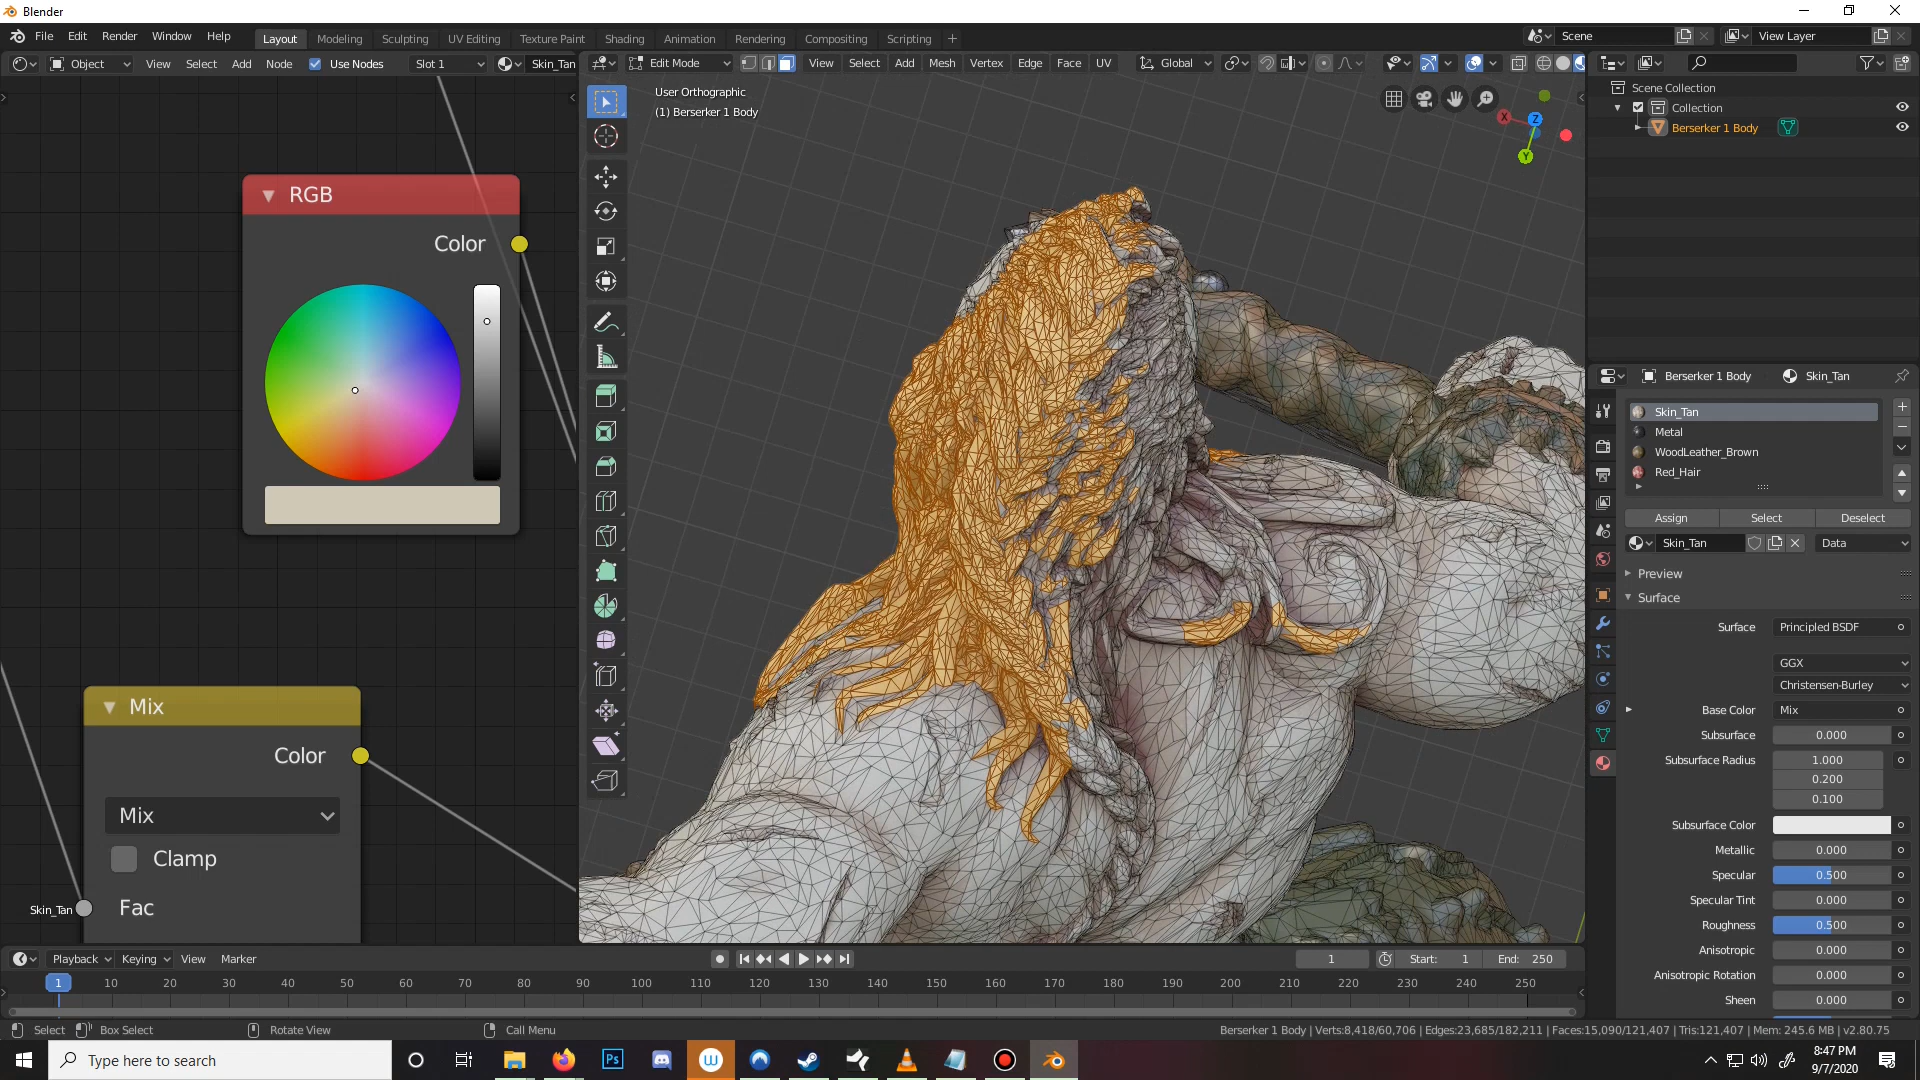 Blender
File Edit Render Window Help Layout Modeling Sculpting UV Editing Texture Paint Shading Animation Rendering Compositing Scripting + Scene View Layer
Object View Select Add Node Use Nodes Slot 1 Skin_Tan
Edit Mode View Select Add Mesh Vertex Edge Face UV Global
User Orthographic
(1) Berserker 1 Body
X
Z
Y
RGB
Color
Mix
Color
Mix
Clamp
Skin_Tan Fac
Scene Collection
Collection
Berserker 1 Body
Berserker 1 Body Skin_Tan
Skin_Tan
Metal
WoodLeather_Brown
Red_Hair
Assign Select Deselect
Skin_Tan Data
Preview
Surface
Surface Principled BSDF
GGX
Christensen-Burley
Base Color Mix
Subsurface 0.000
Subsurface Radius 1.000
0.200
0.100
Subsurface Color
Metallic 0.000
Specular 0.500
Specular Tint 0.000
Roughness 0.500
Anisotropic 0.000
Anisotropic Rotation 0.000
Sheen 0.000
Playback Keying View Marker 1 Start: 1 End: 250
1 10 20 30 40 50 60 70 80 90 100 110 120 130 140 150 160 170 180 190 200 210 220 230 240 250
Select Box Select Rotate View Call Menu Berserker 1 Body | Verts:8,418/60,706 | Edges:23,685/182,211 | Faces:15,090/121,407 | Tris:121,407 | Mem: 245.6 MB | v2.80.75
Type here to search
Ps
W
8:47 PM
9/7/2020